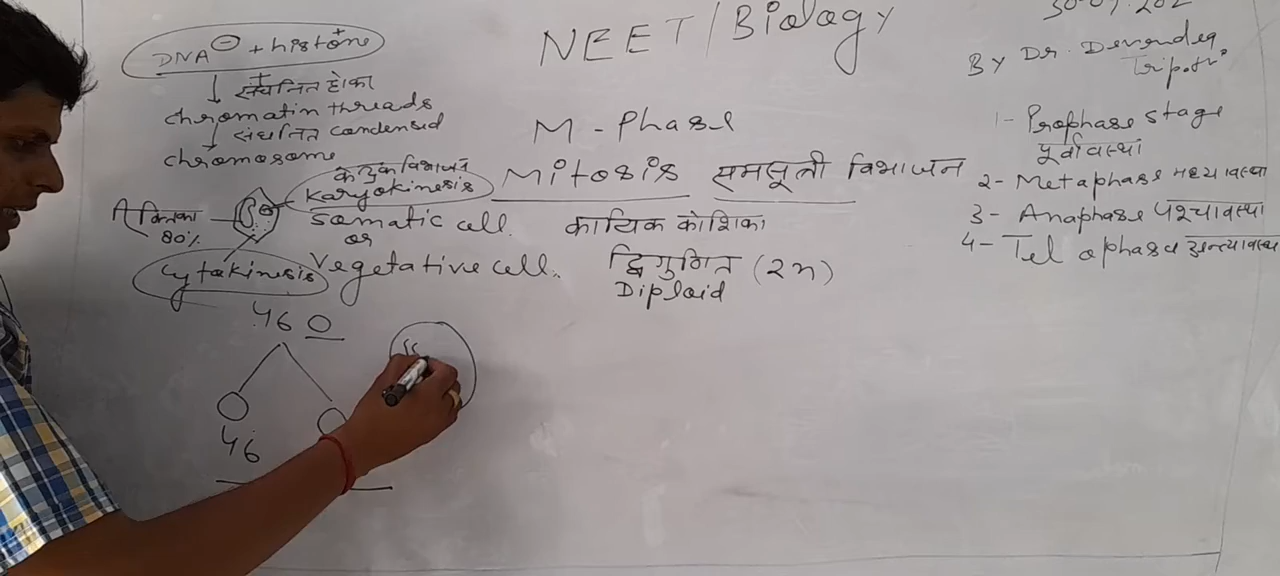 NEET/Biology
By Dr. Devendra
DNA⊖ + histone⁺
संघनित होकर
chromatin threads
संघनित condensed
chromosome
M-Phase
Mitosis समसूत्री विभाजन
केन्द्रक विभाजन
Karyokinesis
80%
Somatic cell. कायिक कोशिका
or
Vegetative cell.. द्विगुणित (2n)
Diploid
Cytokinesis
1- Prophase stage
पूर्वावस्था
2- Metaphase मध्यावस्था
3- Anaphase पश्चावस्था
4- Telophase अन्त्यावस्था
46
46